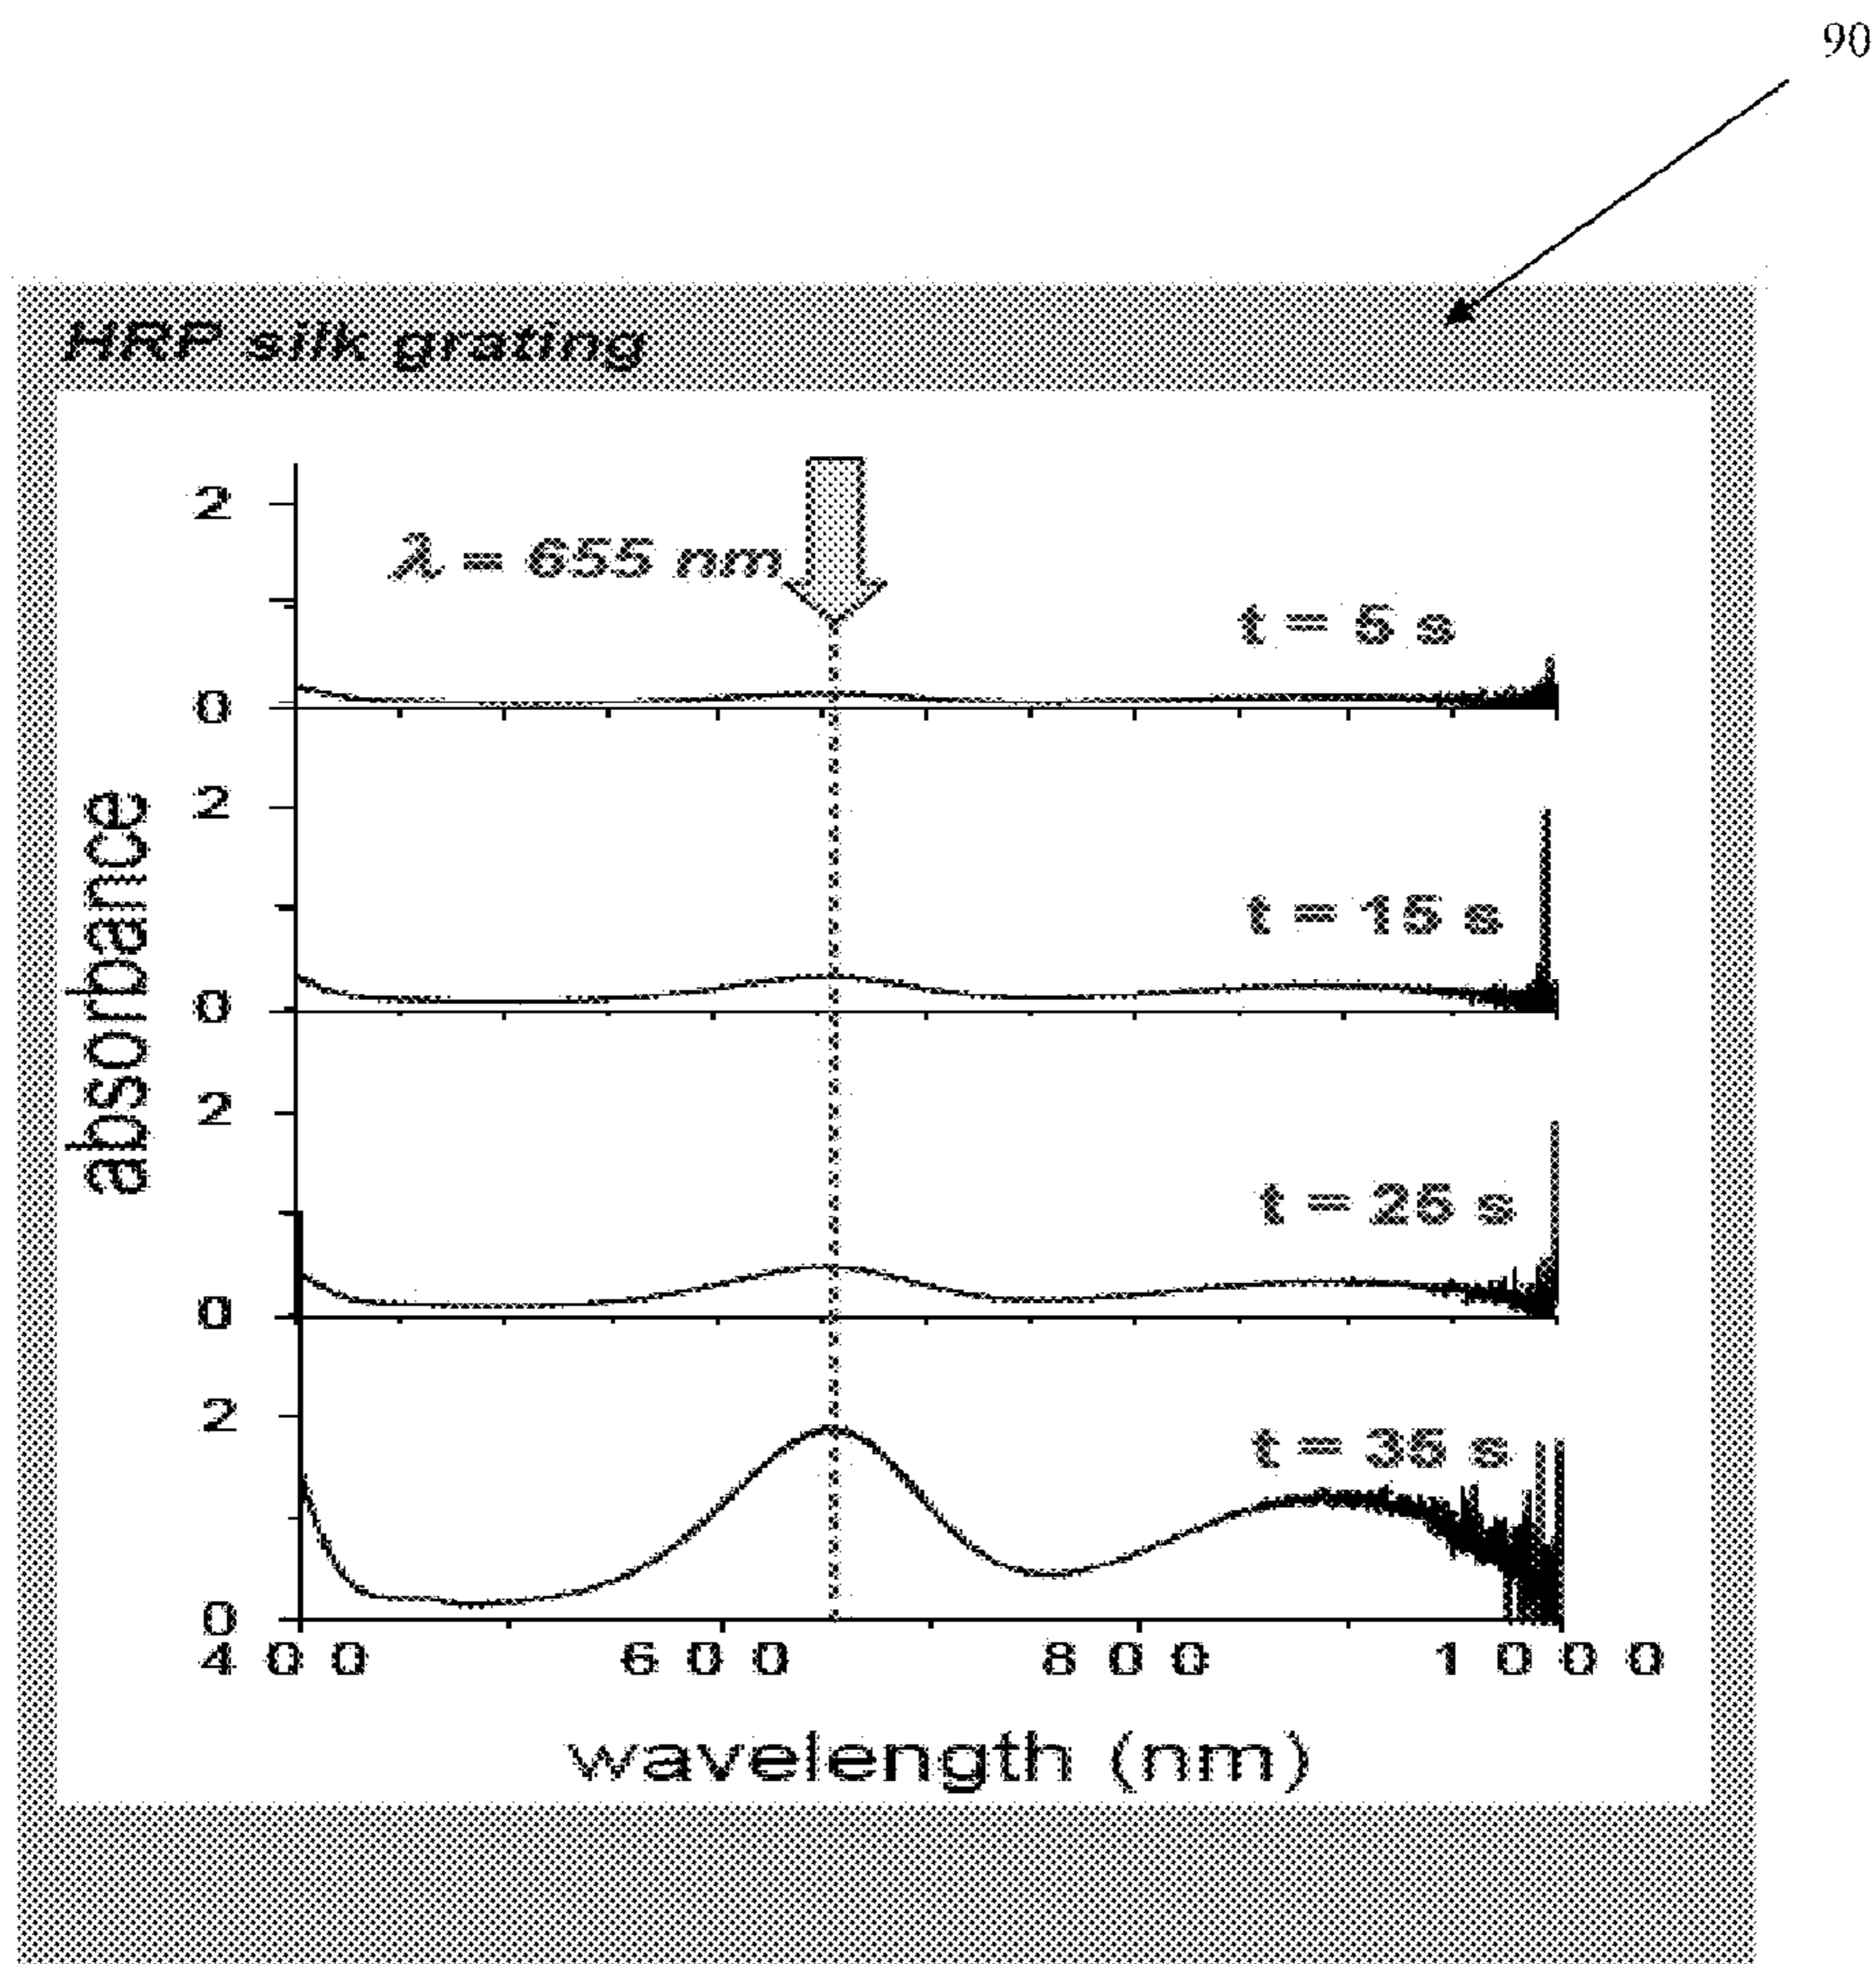 90
HRP silk grating
2
λ = 655 nm
t = 5 s
0
2
t = 15 s
0
absorbance
2
t = 25 s
0
2
t = 35 s
0
400 600 800 1000
wavelength (nm)